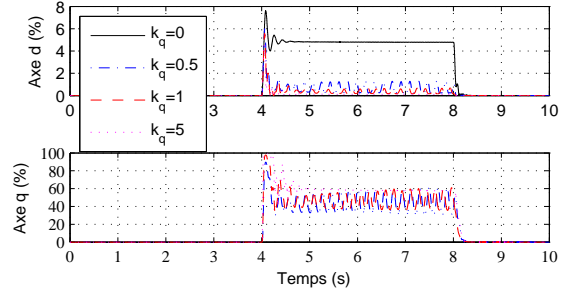 Axe d (%)
8
6
4
2
0
k_q=0
k_q=0.5
k_q=1
k_q=5
0 1 2 3 4 5 6 7 8 9 10
Axe q (%)
100
80
60
40
20
0
0 1 2 3 4 5 6 7 8 9 10
Temps (s)